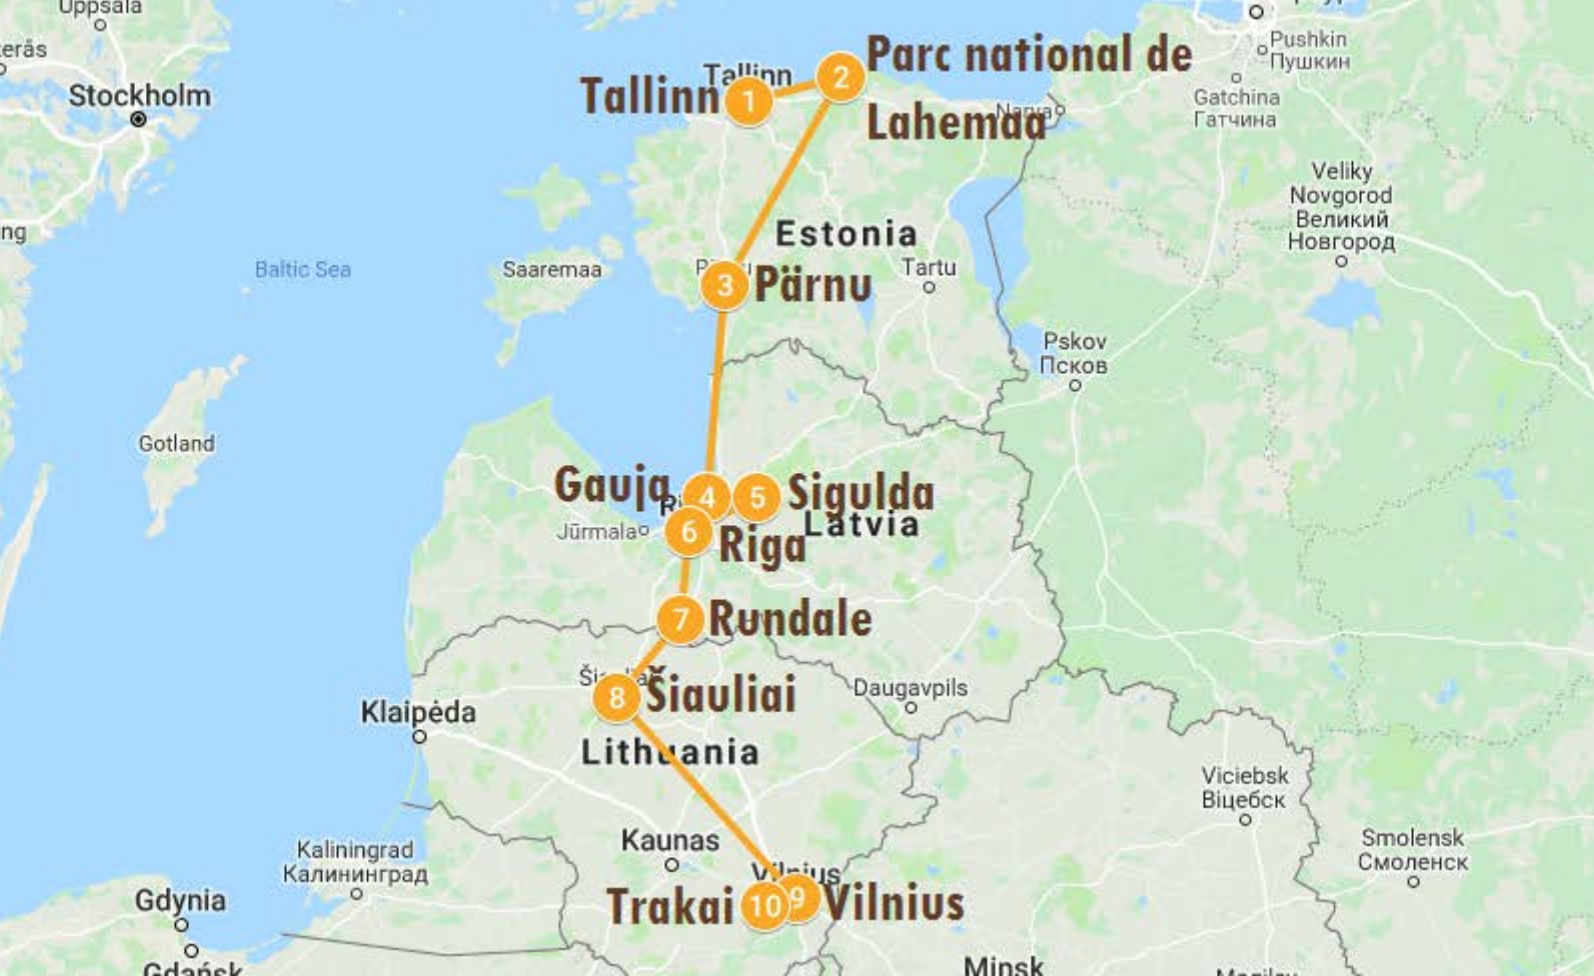 Uppsala
Stockholm
Tallinn
Tallinn
1
2
Parc national de
Lahemaa
Narva
Pushkin
Пушкин
Gatchina
Гатчина
Veliky
Novgorod
Великий
Новгород
ng
Baltic Sea
Saaremaa
Estonia
Tartu
3
Pärnu
Pskov
Псков
Gotland
Gauja
4
5
Sigulda
Latvia
Jūrmala
6
Riga
7
Rundale
8
Šiauliai
Daugavpils
Klaipėda
Lithuania
Viciebsk
Віцебск
Kaunas
Smolensk
Смоленск
Kaliningrad
Калининград
Vilnius
Gdynia
Trakai
10
9
Vilnius
Gdańsk
Minsk